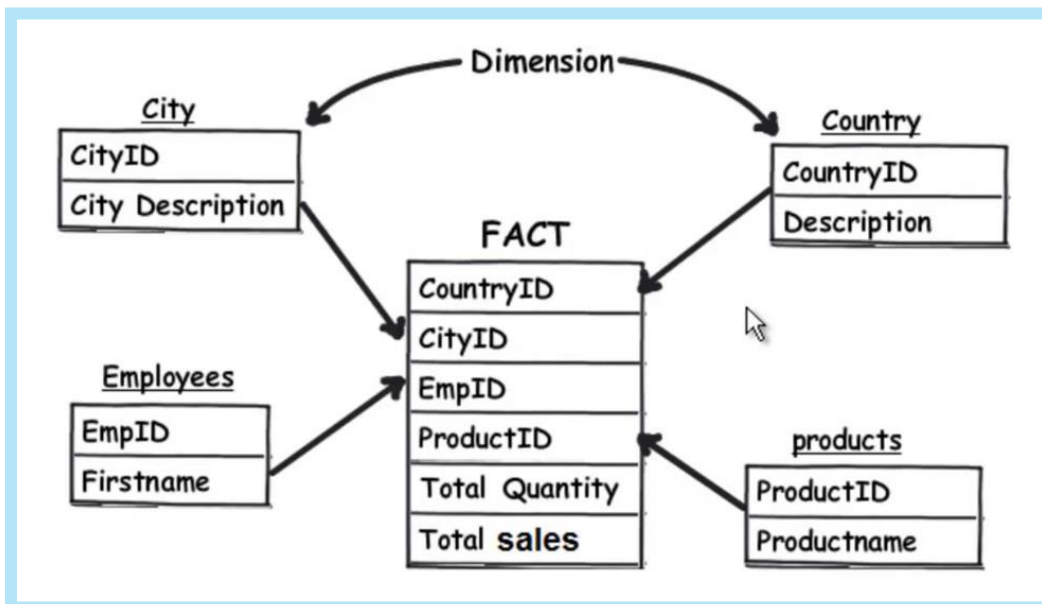 Dimension
City
CityID
City Description
Country
CountryID
Description
FACT
CountryID
CityID
EmpID
ProductID
Total Quantity
Total sales
Employees
EmpID
Firstname
products
ProductID
Productname